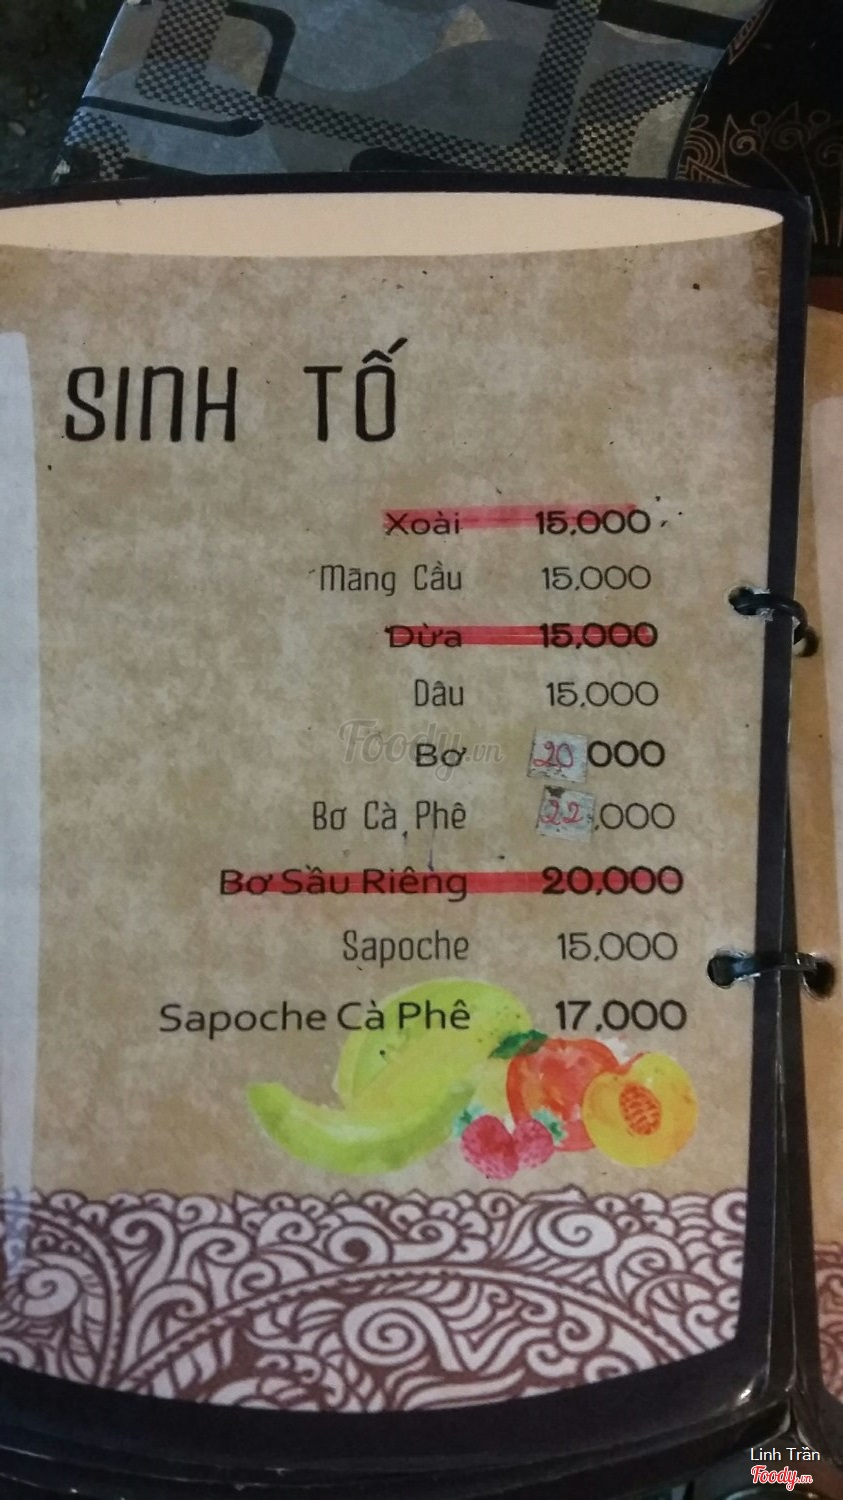 SINH TỐ
Xoài 15,000
Mãng Cầu 15,000
Dừa 15,000
Dâu 15,000
Foody.vn
Bơ 20 000
Bơ Cà Phê 22,000
Bơ Sầu Riêng 20,000
Sapoche 15,000
Sapoche Cà Phê 17,000
Linh Trần
Foody.vn